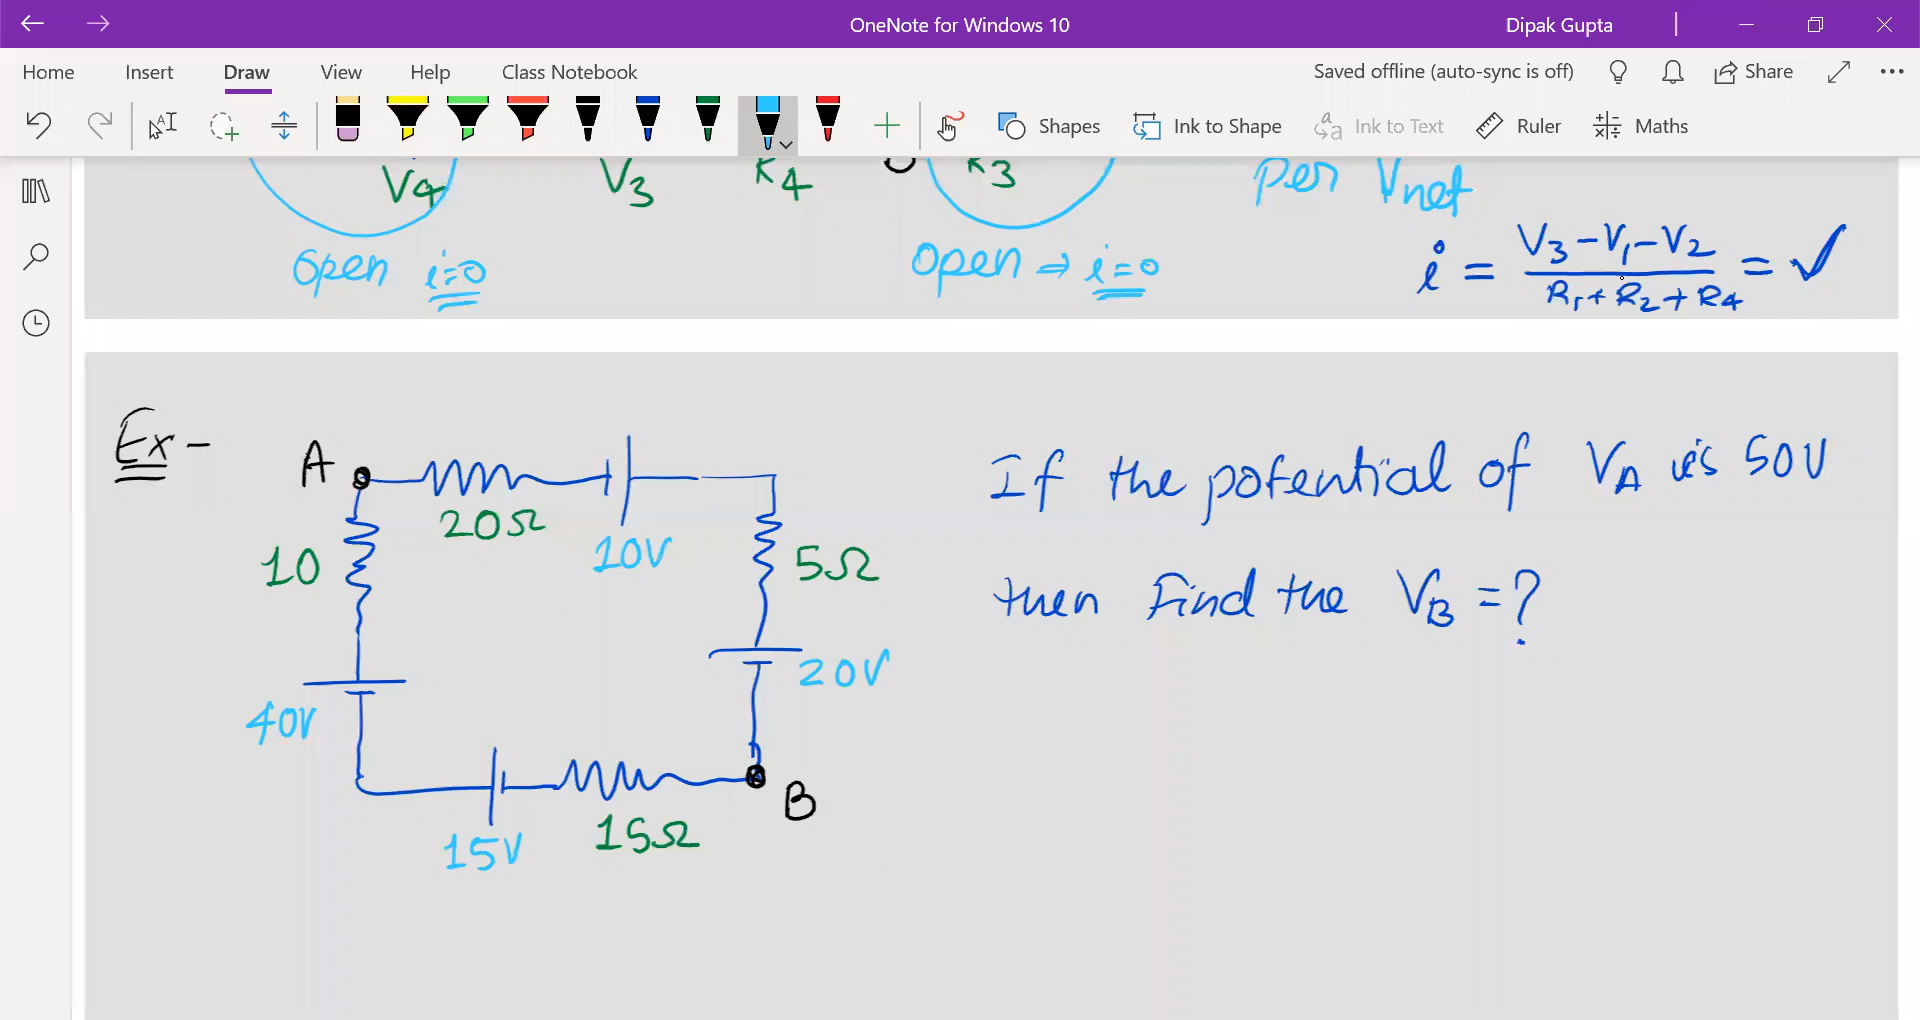 OneNote for Windows 10
Dipak Gupta
Home Insert Draw View Help Class Notebook
Saved offline (auto-sync is off) Share
Shapes Ink to Shape Ink to Text Ruler Maths
V4 V3 R4 R3 per Vnet
Open i=0
Open ⇒ i=0
i = V3-V1-V2 / R1+R2+R4 = ✓
Ex-
A
20Ω
10V
10
5Ω
20V
40V
15V
15Ω
B
If the potential of VA is 50V
then Find the VB =?